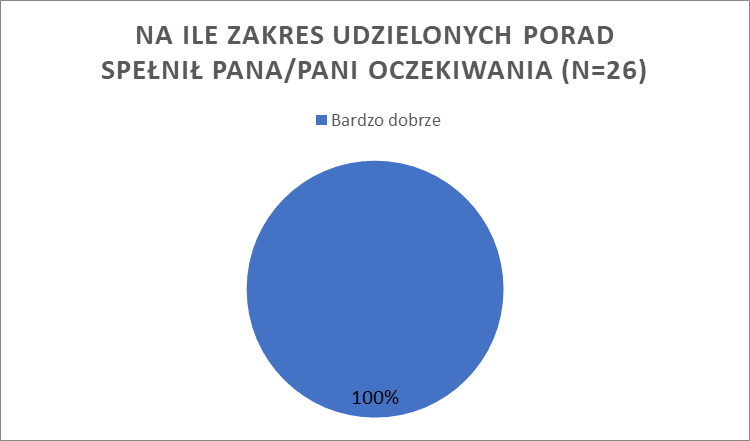 NA ILE ZAKRES UDZIELONYCH PORAD
SPEŁNIŁ PANA/PANI OCZEKIWANIA (N=26)
Bardzo dobrze
100%